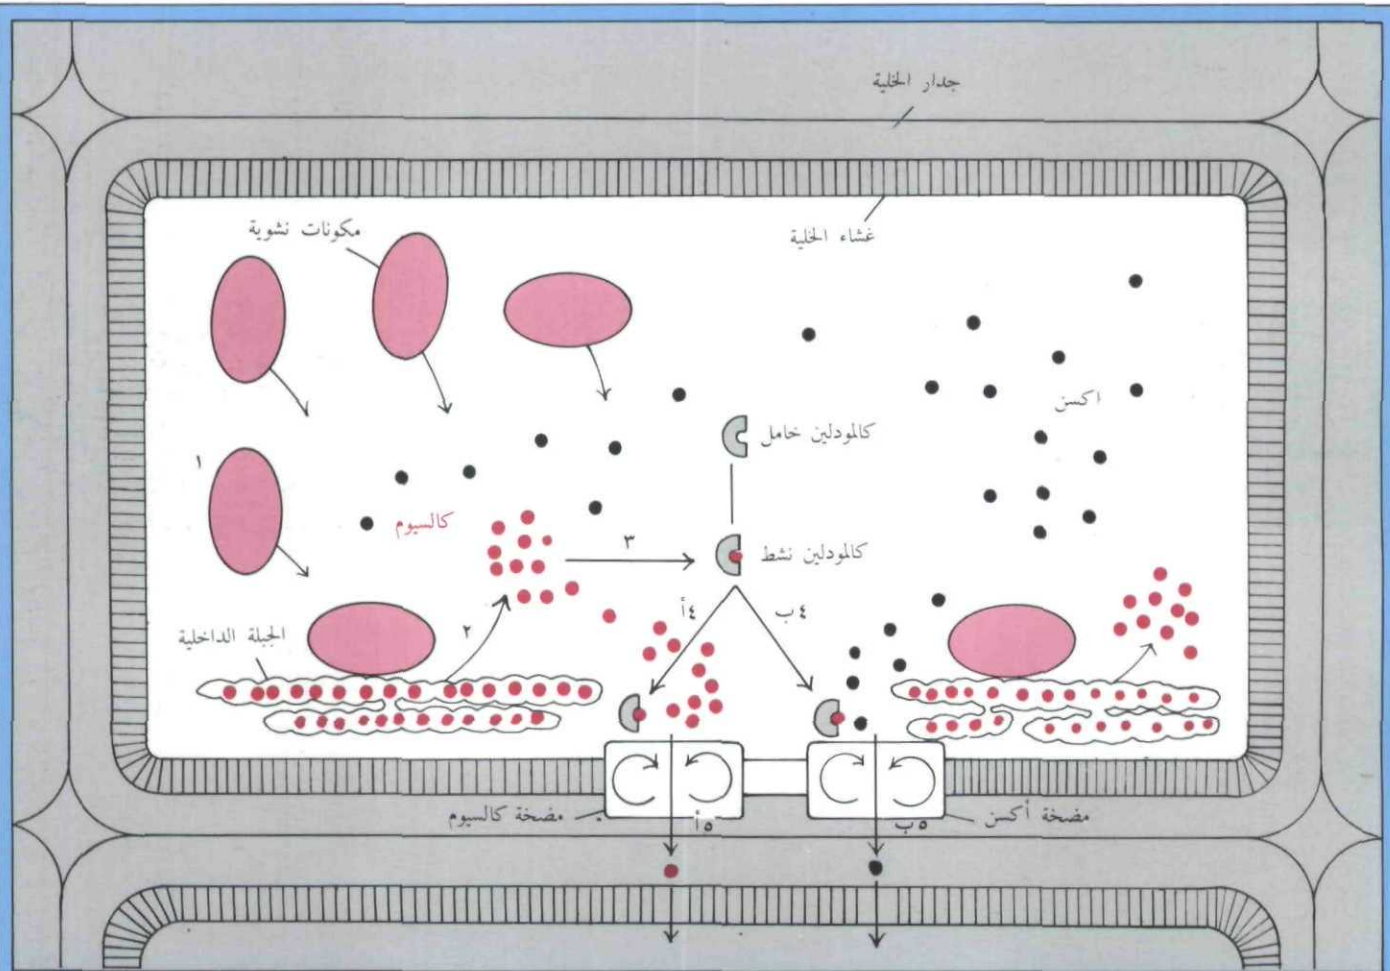 جدار الخلية
غشاء الخلية
مكونات نشوية
اكسن
كالمودلين خامل
١
كالسيوم
كالمودلين نشط
٣
٢
٤أ
٤ب
الجبلة الداخلية
مضخة كالسيوم
٥أ
٥ب
مضخة أكسن